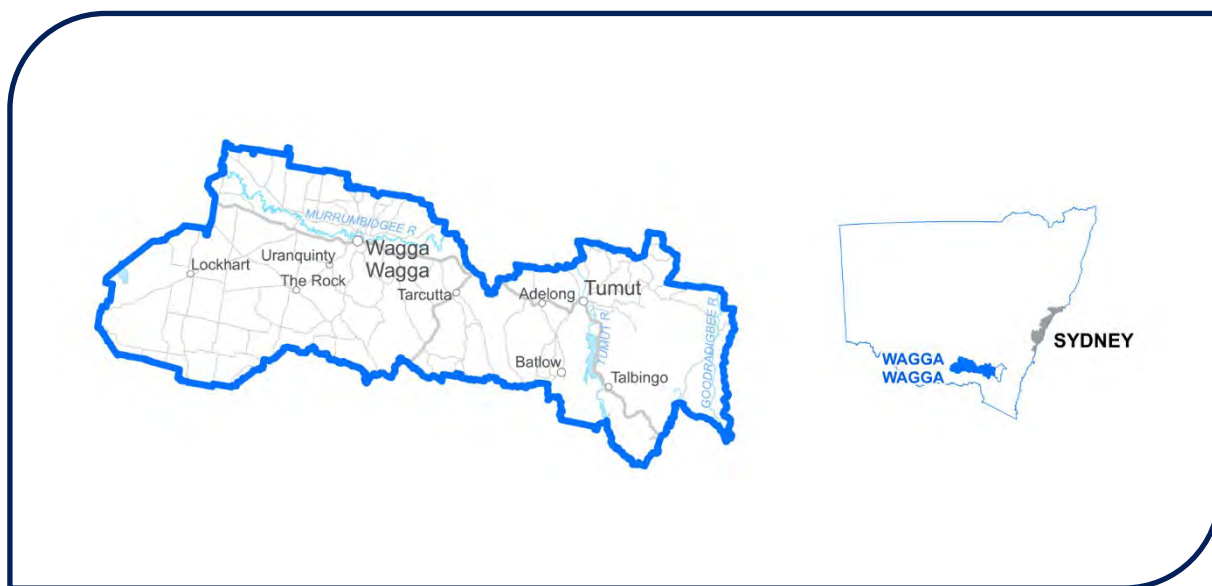 MURRUMBIDGEE R
Wagga
Wagga
Uranquinty
Lockhart
The Rock
Tarcutta
Adelong
Tumut
TUMUT R
GOODRADIGBEE R
Batlow
Talbingo
SYDNEY
WAGGA
WAGGA